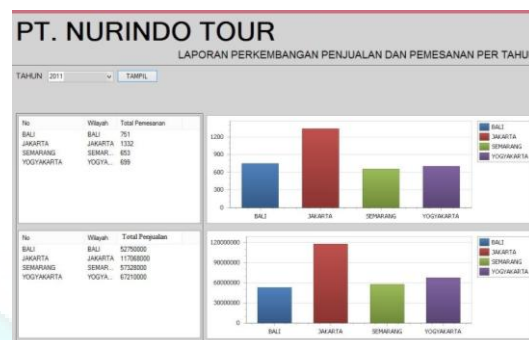 PT. NURINDO TOUR
LAPORAN PERKEMBANGAN PENJUALAN DAN PEMESANAN PER TAHU
TAHUN 2011 TAMPIL
No Wilayah Total Pemesanan
BALI BALI 751
JAKARTA JAKARTA 1332
SEMARANG SEMAR... 653
YOGYAKARTA YOGYA... 699
1200
900
600
300
0
BALI JAKARTA SEMARANG YOGYAKARTA
BALI
JAKARTA
SEMARANG
YOGYAKARTA
No Wilayah Total Penjualan
BALI BALI 52750000
JAKARTA JAKARTA 117068000
SEMARANG SEMAR... 57328000
YOGYAKARTA YOGYA... 67210000
120000000
90000000
60000000
30000000
0
BALI JAKARTA SEMARANG YOGYAKARTA
BALI
JAKARTA
SEMARANG
YOGYAKARTA